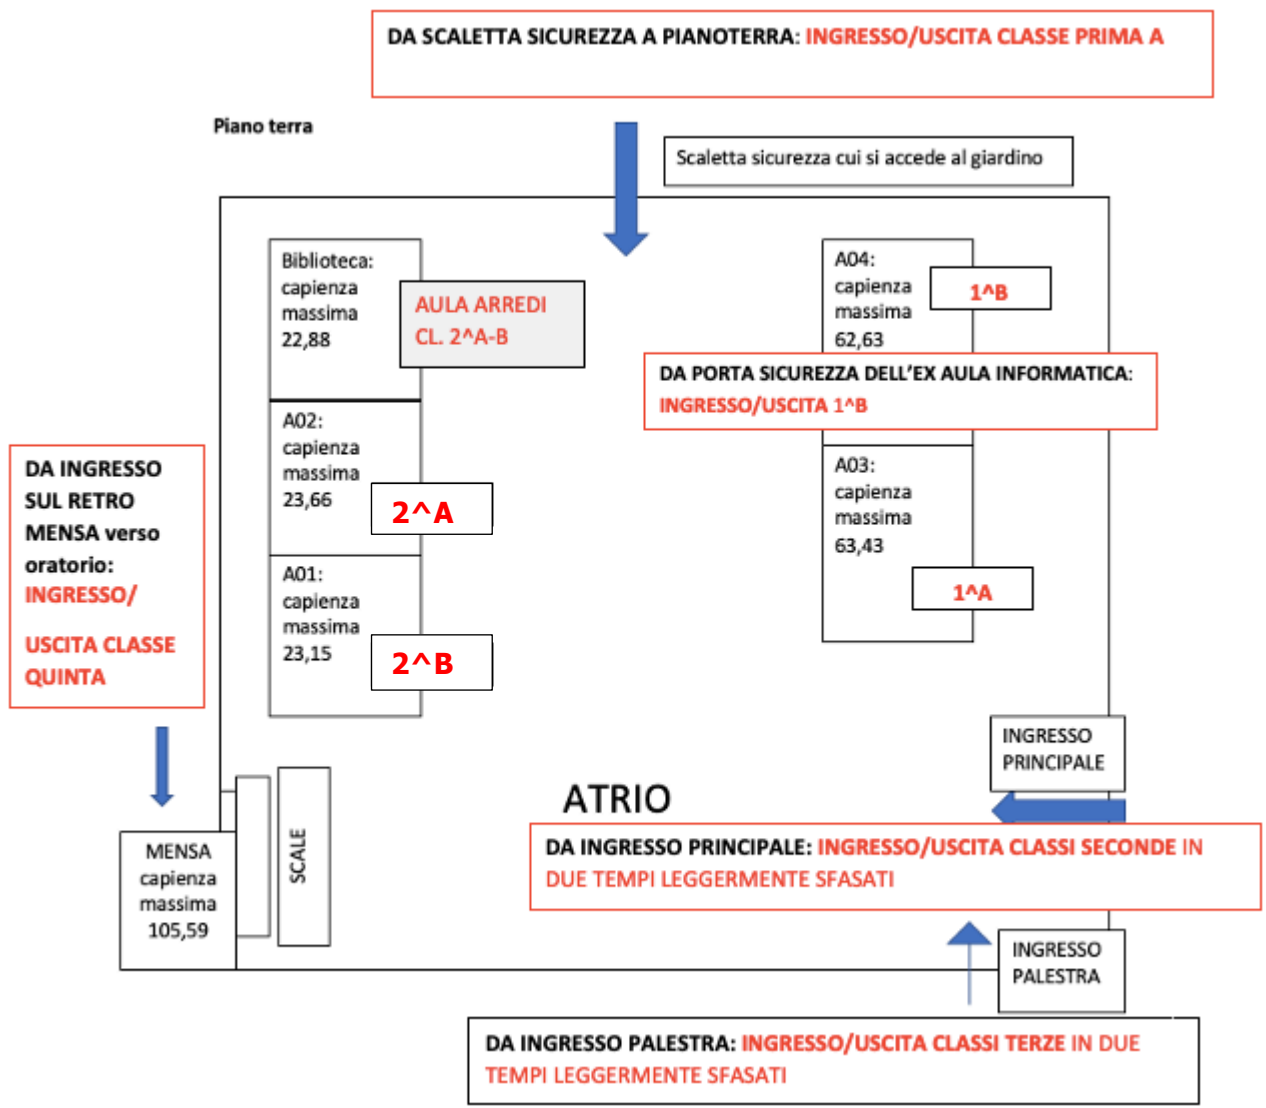 DA SCALETTA SICUREZZA A PIANOTERRA: INGRESSO/USCITA CLASSE PRIMA A
Piano terra
Scaletta sicurezza cui si accede al giardino
Biblioteca:
capienza
massima
22,88
AULA ARREDI
CL. 2^A-B
A04:
capienza
massima
62,63
1^B
DA PORTA SICUREZZA DELL'EX AULA INFORMATICA:
INGRESSO/USCITA 1^B
A02:
capienza
massima
23,66
2^A
A03:
capienza
massima
63,43
1^A
DA INGRESSO
SUL RETRO
MENSA verso
oratorio:
INGRESSO/
USCITA CLASSE
QUINTA
A01:
capienza
massima
23,15
2^B
INGRESSO
PRINCIPALE
ATRIO
DA INGRESSO PRINCIPALE: INGRESSO/USCITA CLASSI SECONDE IN
DUE TEMPI LEGGERMENTE SFASATI
SCALE
MENSA
capienza
massima
105,59
INGRESSO
PALESTRA
DA INGRESSO PALESTRA: INGRESSO/USCITA CLASSI TERZE IN DUE
TEMPI LEGGERMENTE SFASATI